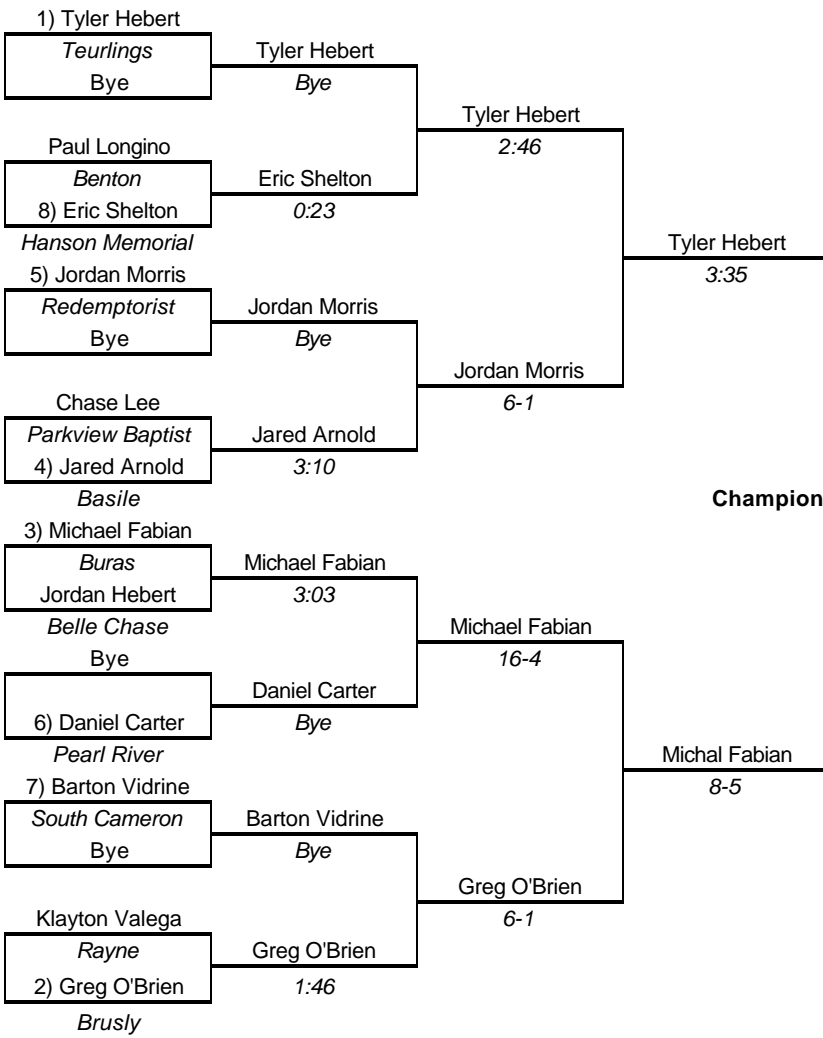 1) Tyler Hebert
Teurlings
Tyler Hebert
Bye
Bye
Tyler Hebert
Paul Longino
2:46
Benton
Eric Shelton
8) Eric Shelton
0:23
Hanson Memorial
Tyler Hebert
5) Jordan Morris
3:35
Redemptorist
Jordan Morris
Bye
Bye
Jordan Morris
Chase Lee
6-1
Parkview Baptist
Jared Arnold
4) Jared Arnold
3:10
Basile
Champion
3) Michael Fabian
Buras
Michael Fabian
Jordan Hebert
3:03
Belle Chase
Michael Fabian
Bye
16-4
Daniel Carter
6) Daniel Carter
Bye
Pearl River
Michal Fabian
7) Barton Vidrine
8-5
South Cameron
Barton Vidrine
Bye
Bye
Greg O'Brien
Klayton Valega
6-1
Rayne
Greg O'Brien
2) Greg O'Brien
1:46
Brusly